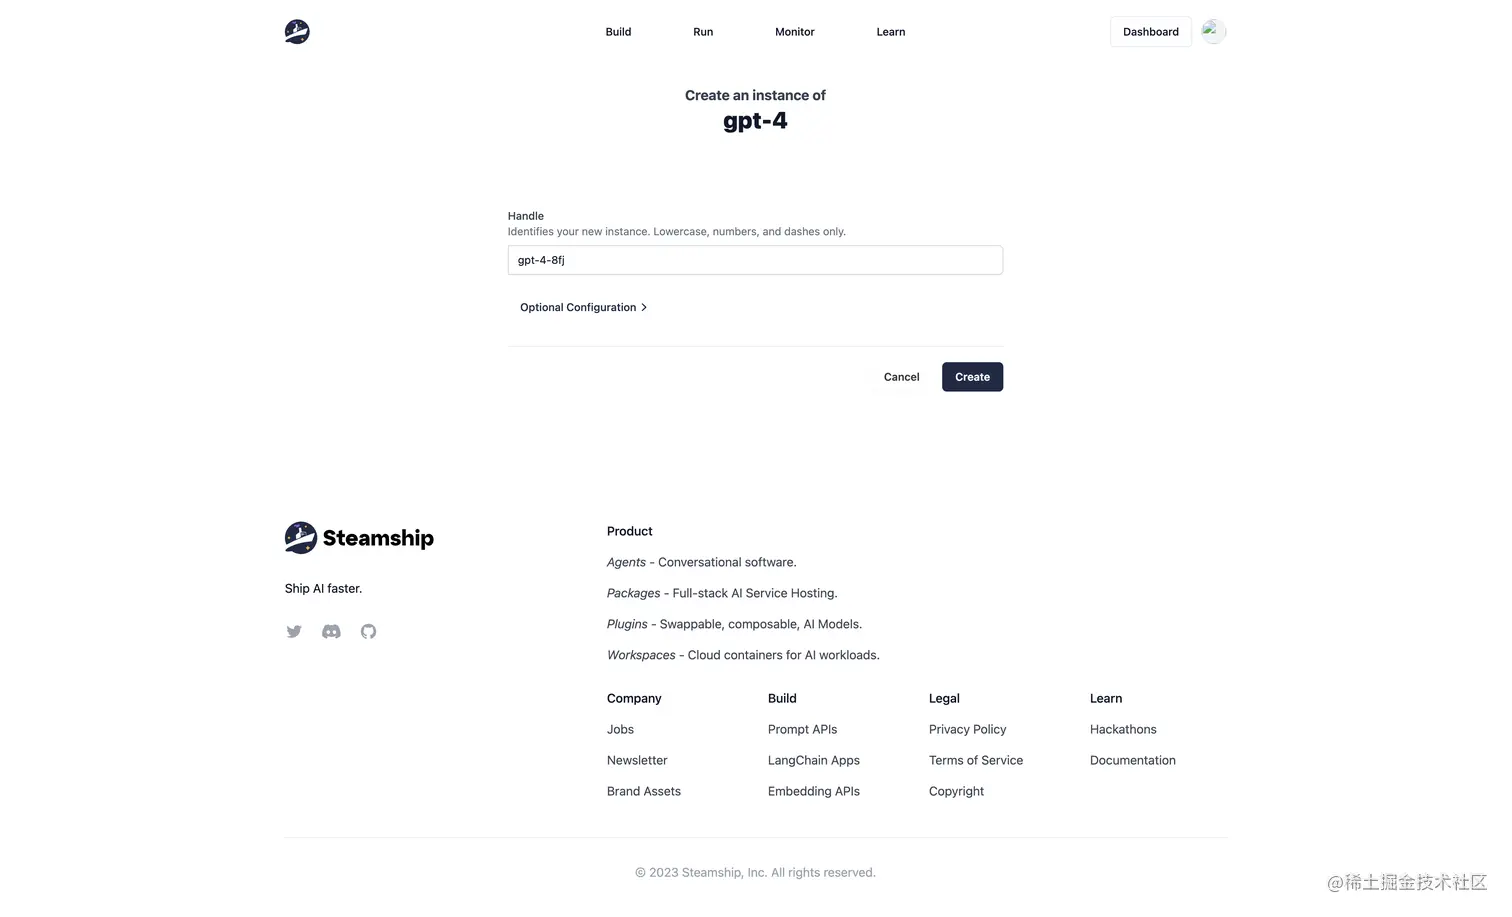 Build
Run
Monitor
Learn
Dashboard
Create an instance of
gpt-4
Handle
Identifies your new instance. Lowercase, numbers, and dashes only.
gpt-4-8fj
Optional Configuration
Cancel
Create
Steamship
Ship AI faster.
Product
Agents - Conversational software.
Packages - Full-stack AI Service Hosting.
Plugins - Swappable, composable, AI Models.
Workspaces - Cloud containers for AI workloads.
Company
Jobs
Newsletter
Brand Assets
Build
Prompt APIs
LangChain Apps
Embedding APIs
Legal
Privacy Policy
Terms of Service
Copyright
Learn
Hackathons
Documentation
© 2023 Steamship, Inc. All rights reserved.
@稀土掘金技术社区